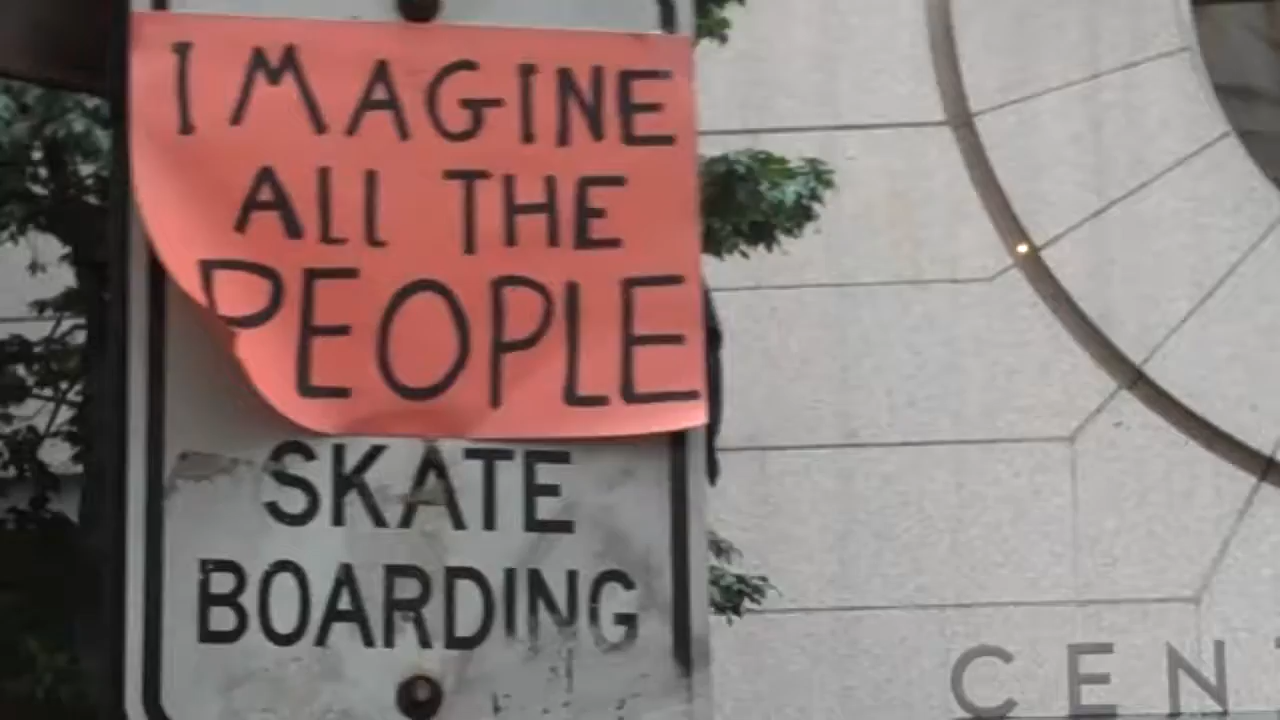 IMAGINE
ALL THE
PEOPLE
SKATE
BOARDING
CEN